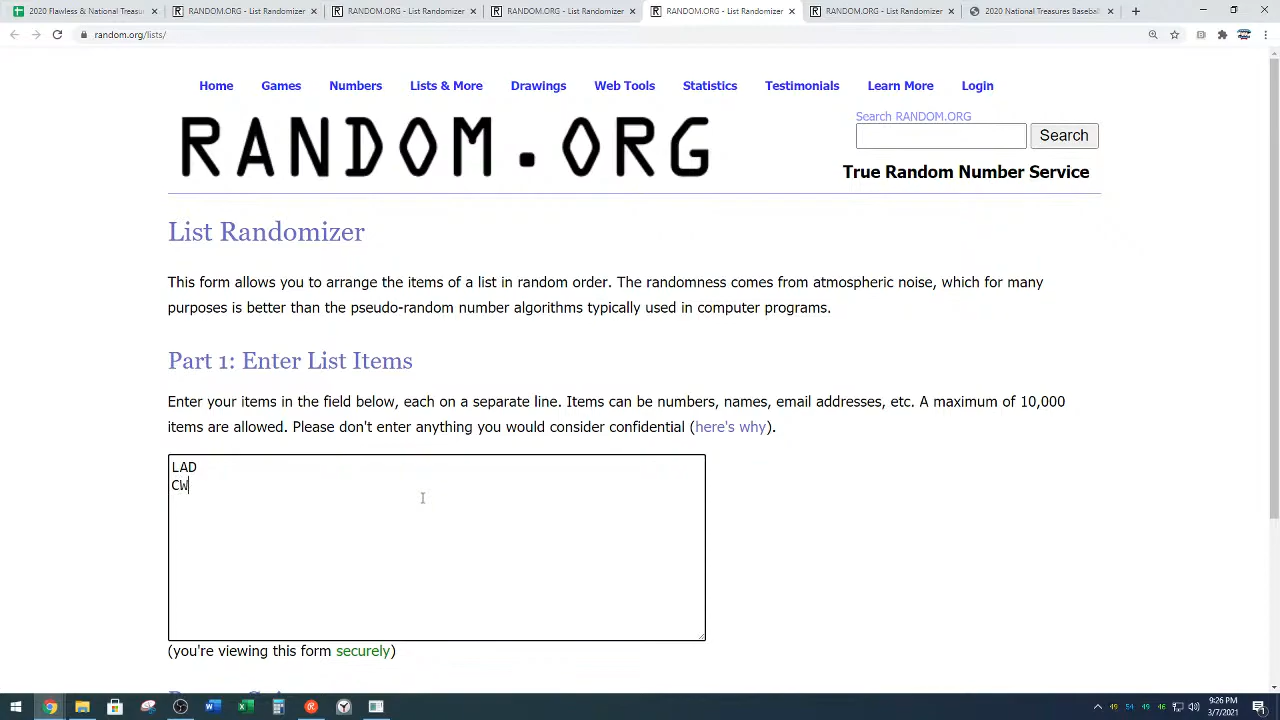 2020 Flawless & National Treasu
RANDOM.ORG - List Randomizer
RANDOM.ORG - List Randomizer
RANDOM.ORG - List Randomizer
RANDOM.ORG - List Randomizer
RANDOM.ORG - List Randomizer
2020 National Treasures Baseball
random.org/lists/
Home Games Numbers Lists & More Drawings Web Tools Statistics Testimonials Learn More Login
RANDOM.ORG
Search RANDOM.ORG
Search
True Random Number Service
List Randomizer
This form allows you to arrange the items of a list in random order. The randomness comes from atmospheric noise, which for many
purposes is better than the pseudo-random number algorithms typically used in computer programs.
Part 1: Enter List Items
Enter your items in the field below, each on a separate line. Items can be numbers, names, email addresses, etc. A maximum of 10,000
items are allowed. Please don't enter anything you would consider confidential (here's why).
LAD
CW
(you're viewing this form securely)
49 54 49 46
9:26 PM
3/7/2021